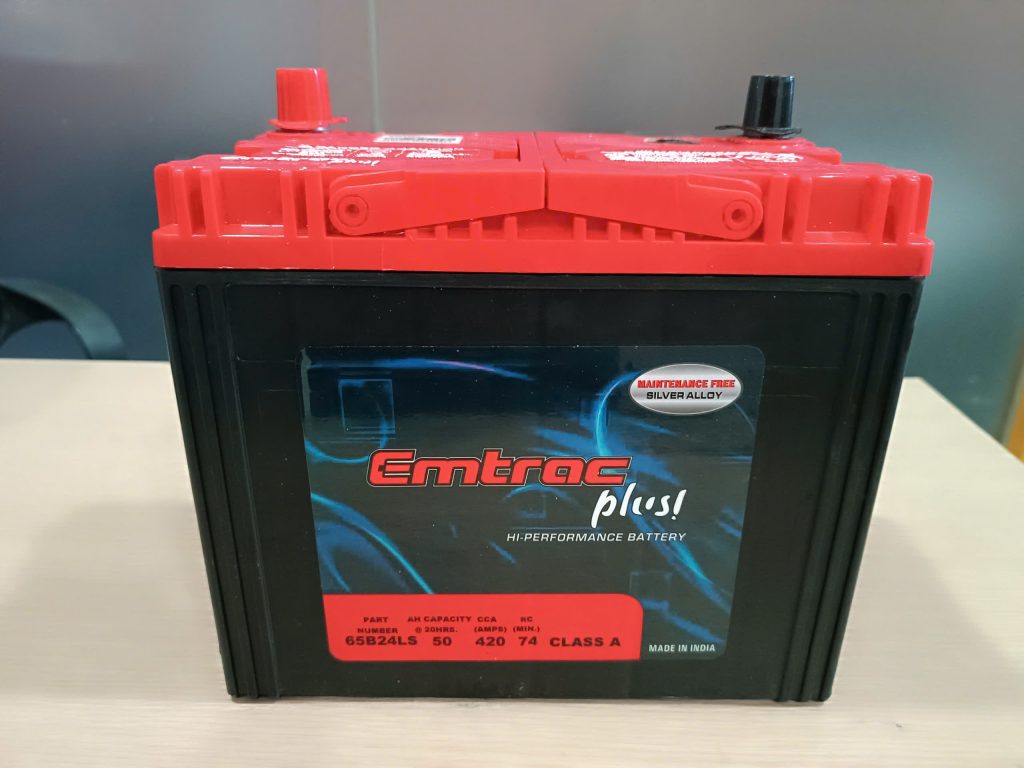 MAINTENANCE FREE
SILVER ALLOY
Emtrac
plus!
HI-PERFORMANCE BATTERY
PART NUMBER AH CAPACITY @ 20HRS. CCA (AMPS) RC (MIN.)
65B24LS 50 420 74 CLASS A
MADE IN INDIA